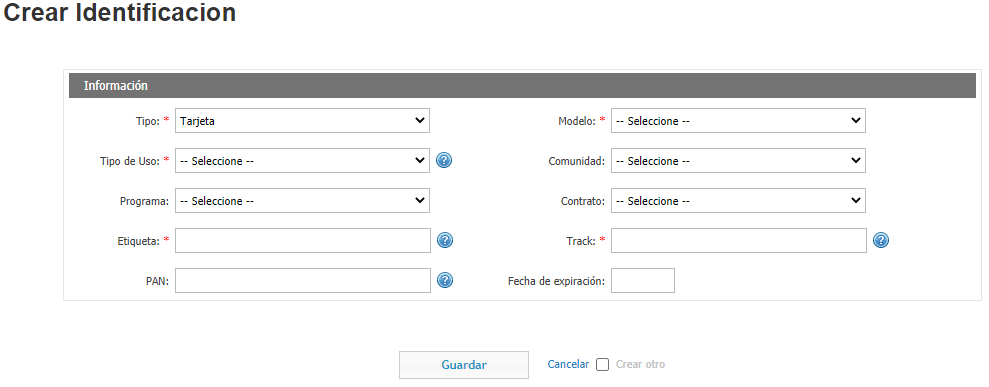 Crear Identificacion
Información
Tipo: * Tarjeta Modelo: * -- Seleccione --
Tipo de Uso: * -- Seleccione -- ? Comunidad: -- Seleccione --
Programa: -- Seleccione -- Contrato: -- Seleccione --
Etiqueta: * ? Track: * ?
PAN: ? Fecha de expiración:
Guardar Cancelar Crear otro